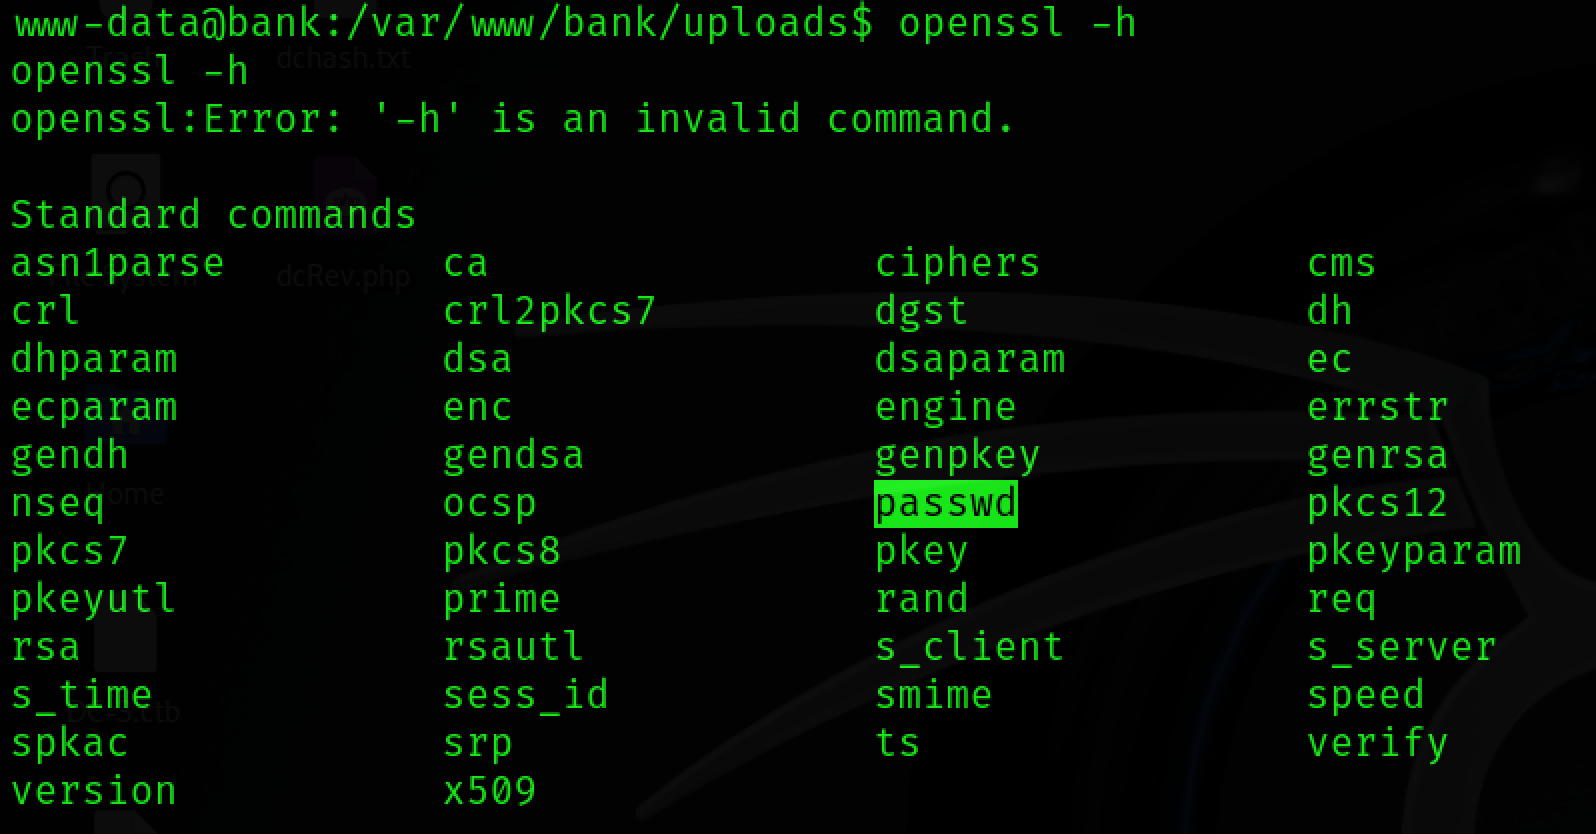 www-data@bank:/var/www/bank/uploads$ openssl -h
openssl -h
openssl:Error: '-h' is an invalid command.
Standard commands
asn1parse ca ciphers cms
crl crl2pkcs7 dgst dh
dhparam dsa dsaparam ec
ecparam enc engine errstr
gendh gendsa genpkey genrsa
nseq ocsp passwd pkcs12
pkcs7 pkcs8 pkey pkeyparam
pkeyutl prime rand req
rsa rsautl s_client s_server
s_time sess_id smime speed
spkac srp ts verify
version x509
Trash dchash.txt
File System dcRev.php
Home